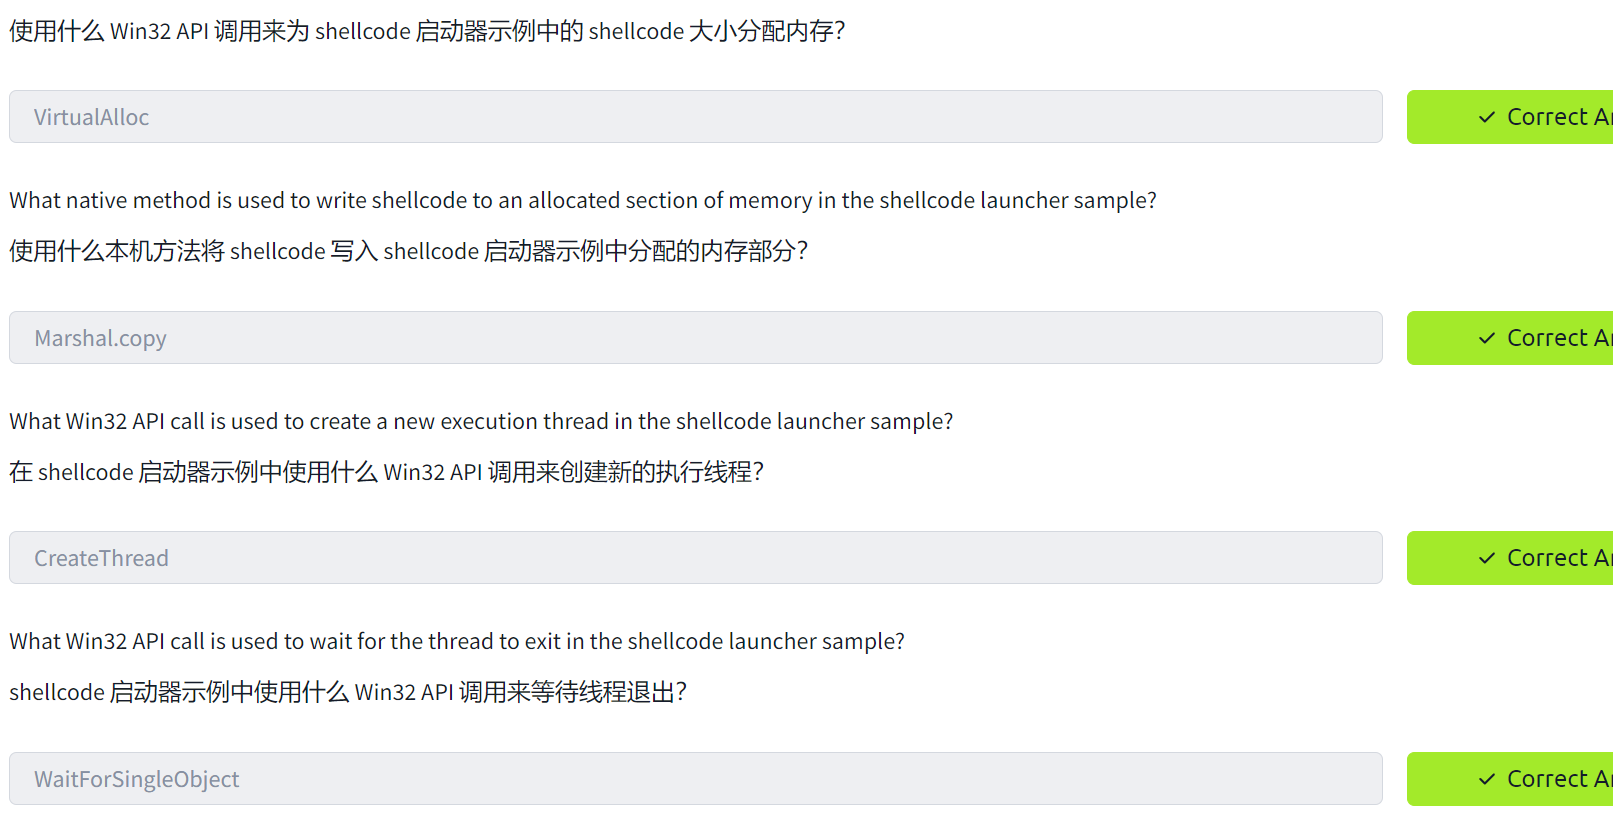 使用什么 Win32 API 调用来为 shellcode 启动器示例中的 shellcode 大小分配内存？
VirtualAlloc
✓ Correct
What native method is used to write shellcode to an allocated section of memory in the shellcode launcher sample?
使用什么本机方法将 shellcode 写入 shellcode 启动器示例中分配的内存部分？
Marshal.copy
✓ Correct
What Win32 API call is used to create a new execution thread in the shellcode launcher sample?
在 shellcode 启动器示例中使用什么 Win32 API 调用来创建新的执行线程？
CreateThread
✓ Correct
What Win32 API call is used to wait for the thread to exit in the shellcode launcher sample?
shellcode 启动器示例中使用什么 Win32 API 调用来等待线程退出？
WaitForSingleObject
✓ Correct